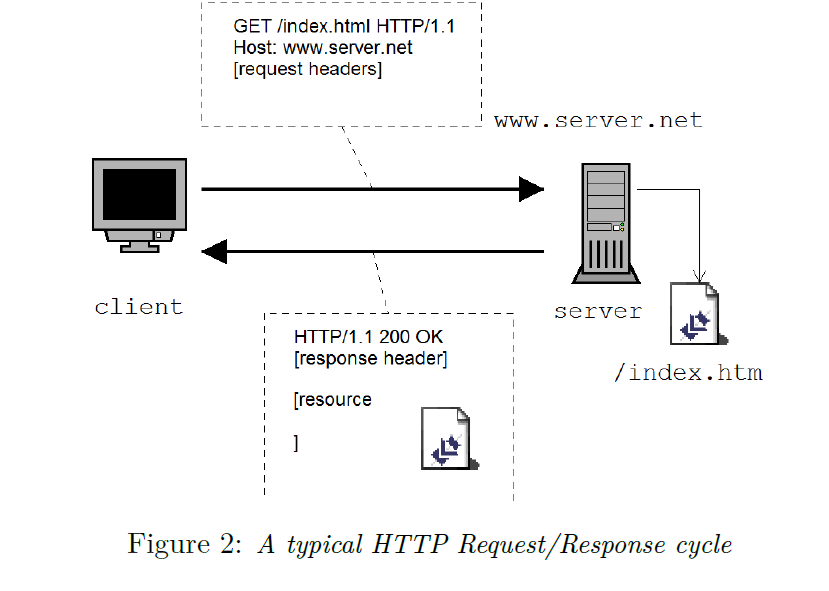 GET /index.html HTTP/1.1
Host: www.server.net
[request headers]
www.server.net
client
server
/index.htm
HTTP/1.1 200 OK
[response header]
[resource
]
Figure 2: A typical HTTP Request/Response cycle